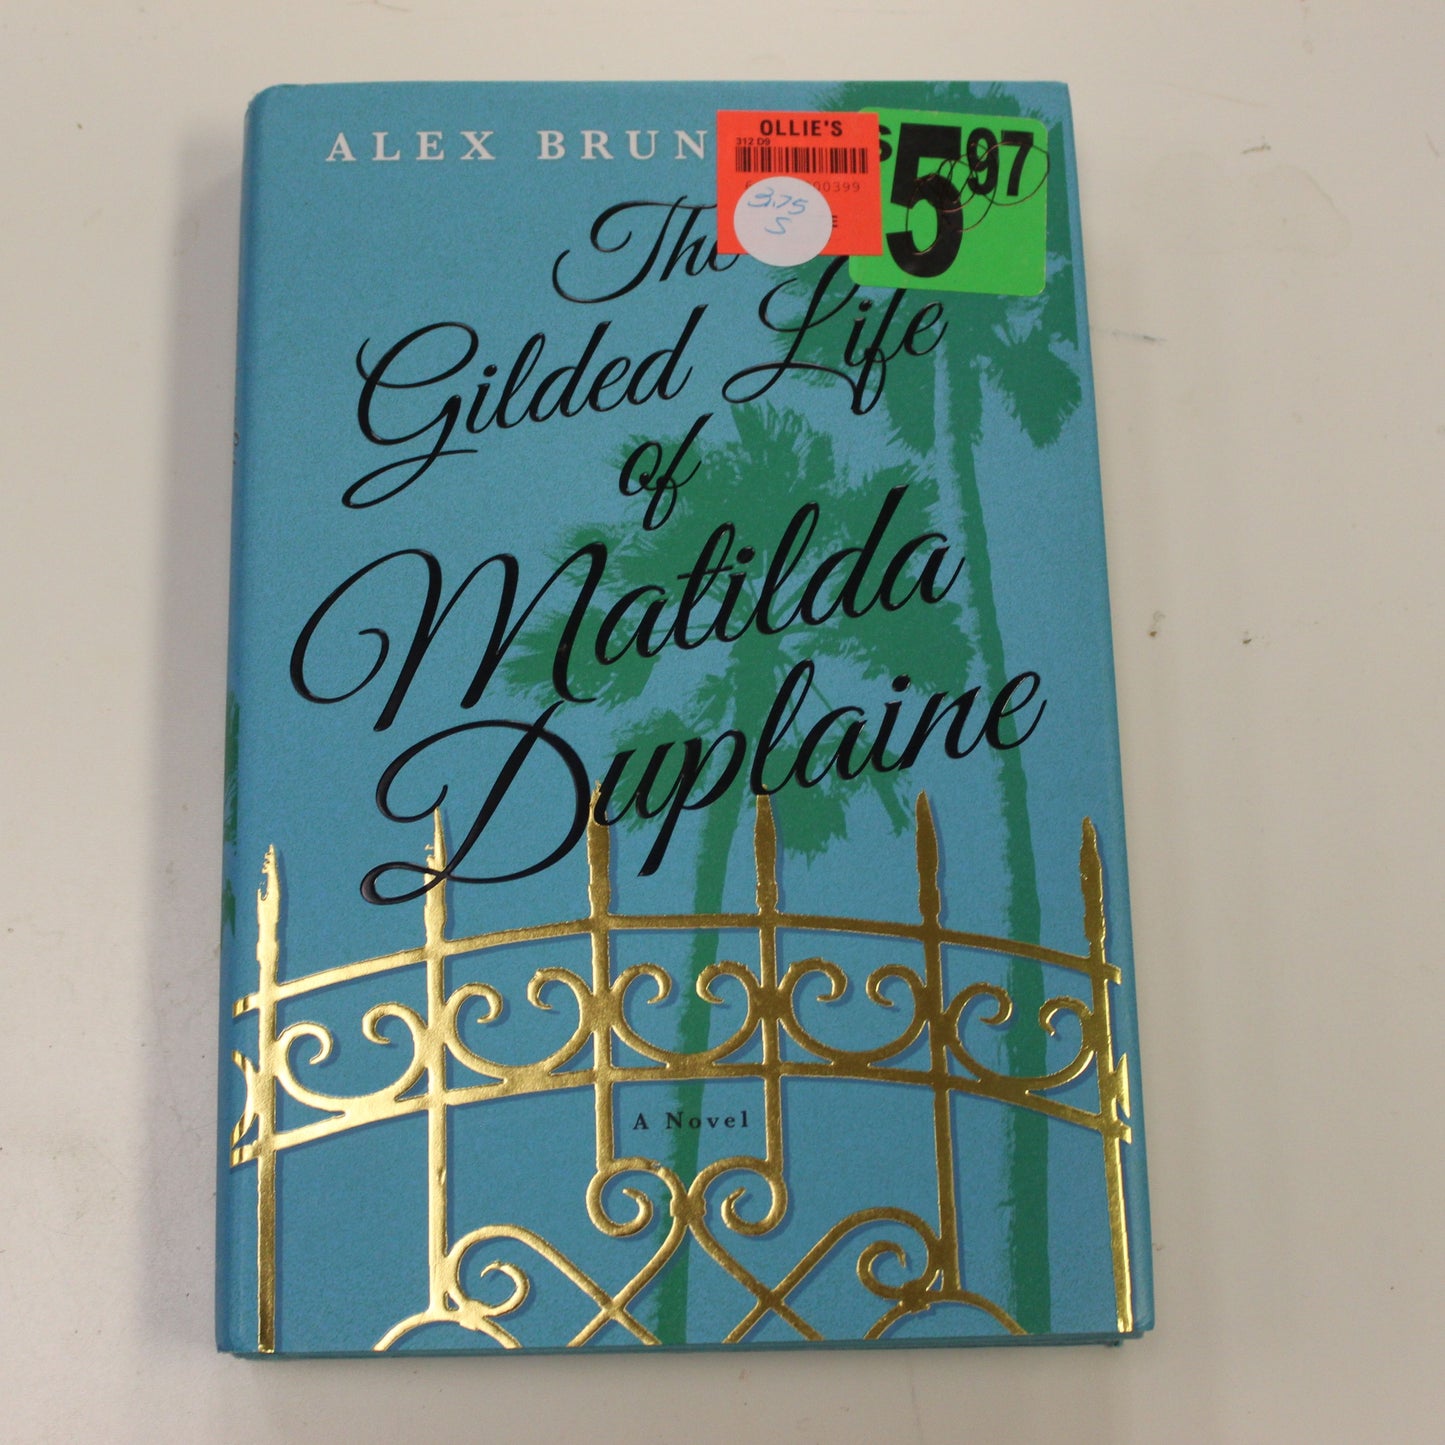 ALEX BRUN
OLLIE'S
312 D9
00399
3.75
S
$5.97
The
Gilded Life
of
Matilda
Duplaine
A Novel